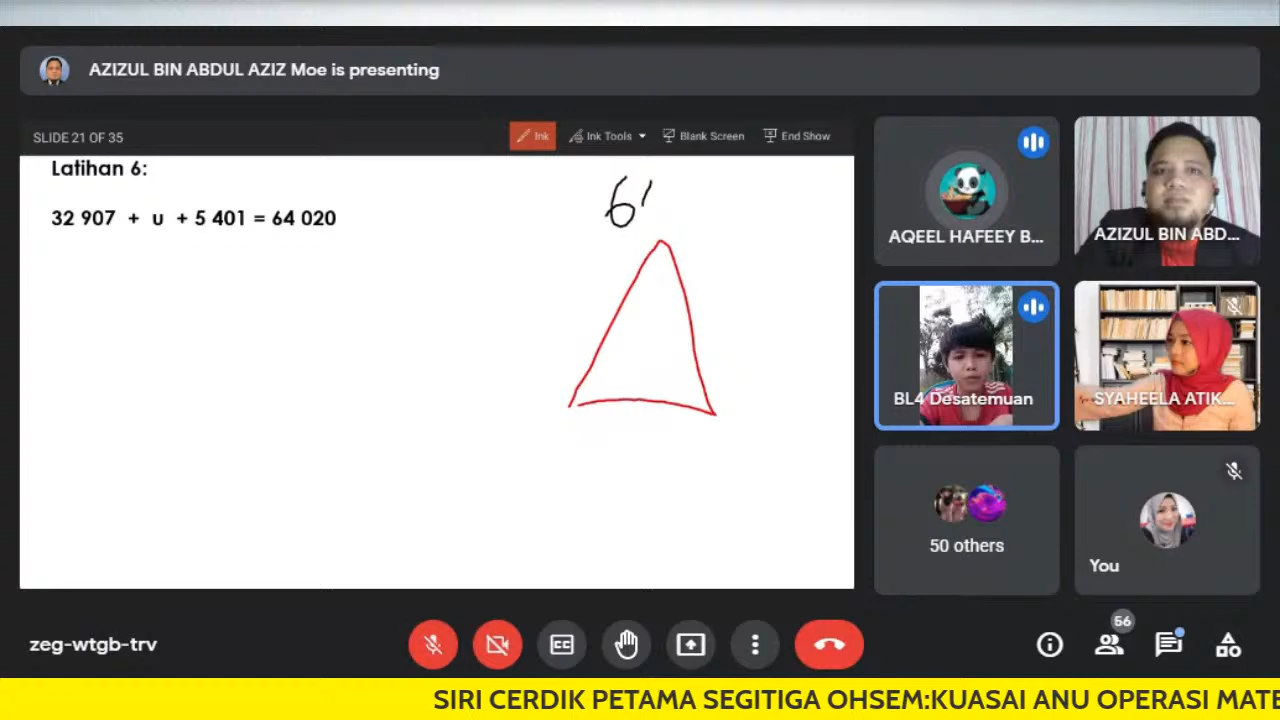 AZIZUL BIN ABDUL AZIZ Moe is presenting
SLIDE 21 OF 35
Ink
Ink Tools
Blank Screen
End Show
Latihan 6:
32 907 + u + 5 401 = 64 020
6
AQEEL HAFEEY B...
AZIZUL BIN ABD...
BL4 Desatemuan
SYAHEELA ATIK...
50 others
You
zeg-wtgb-trv
CC
56
SIRI CERDIK PETAMA SEGITIGA OHSEM:KUASAI ANU OPERASI MATE